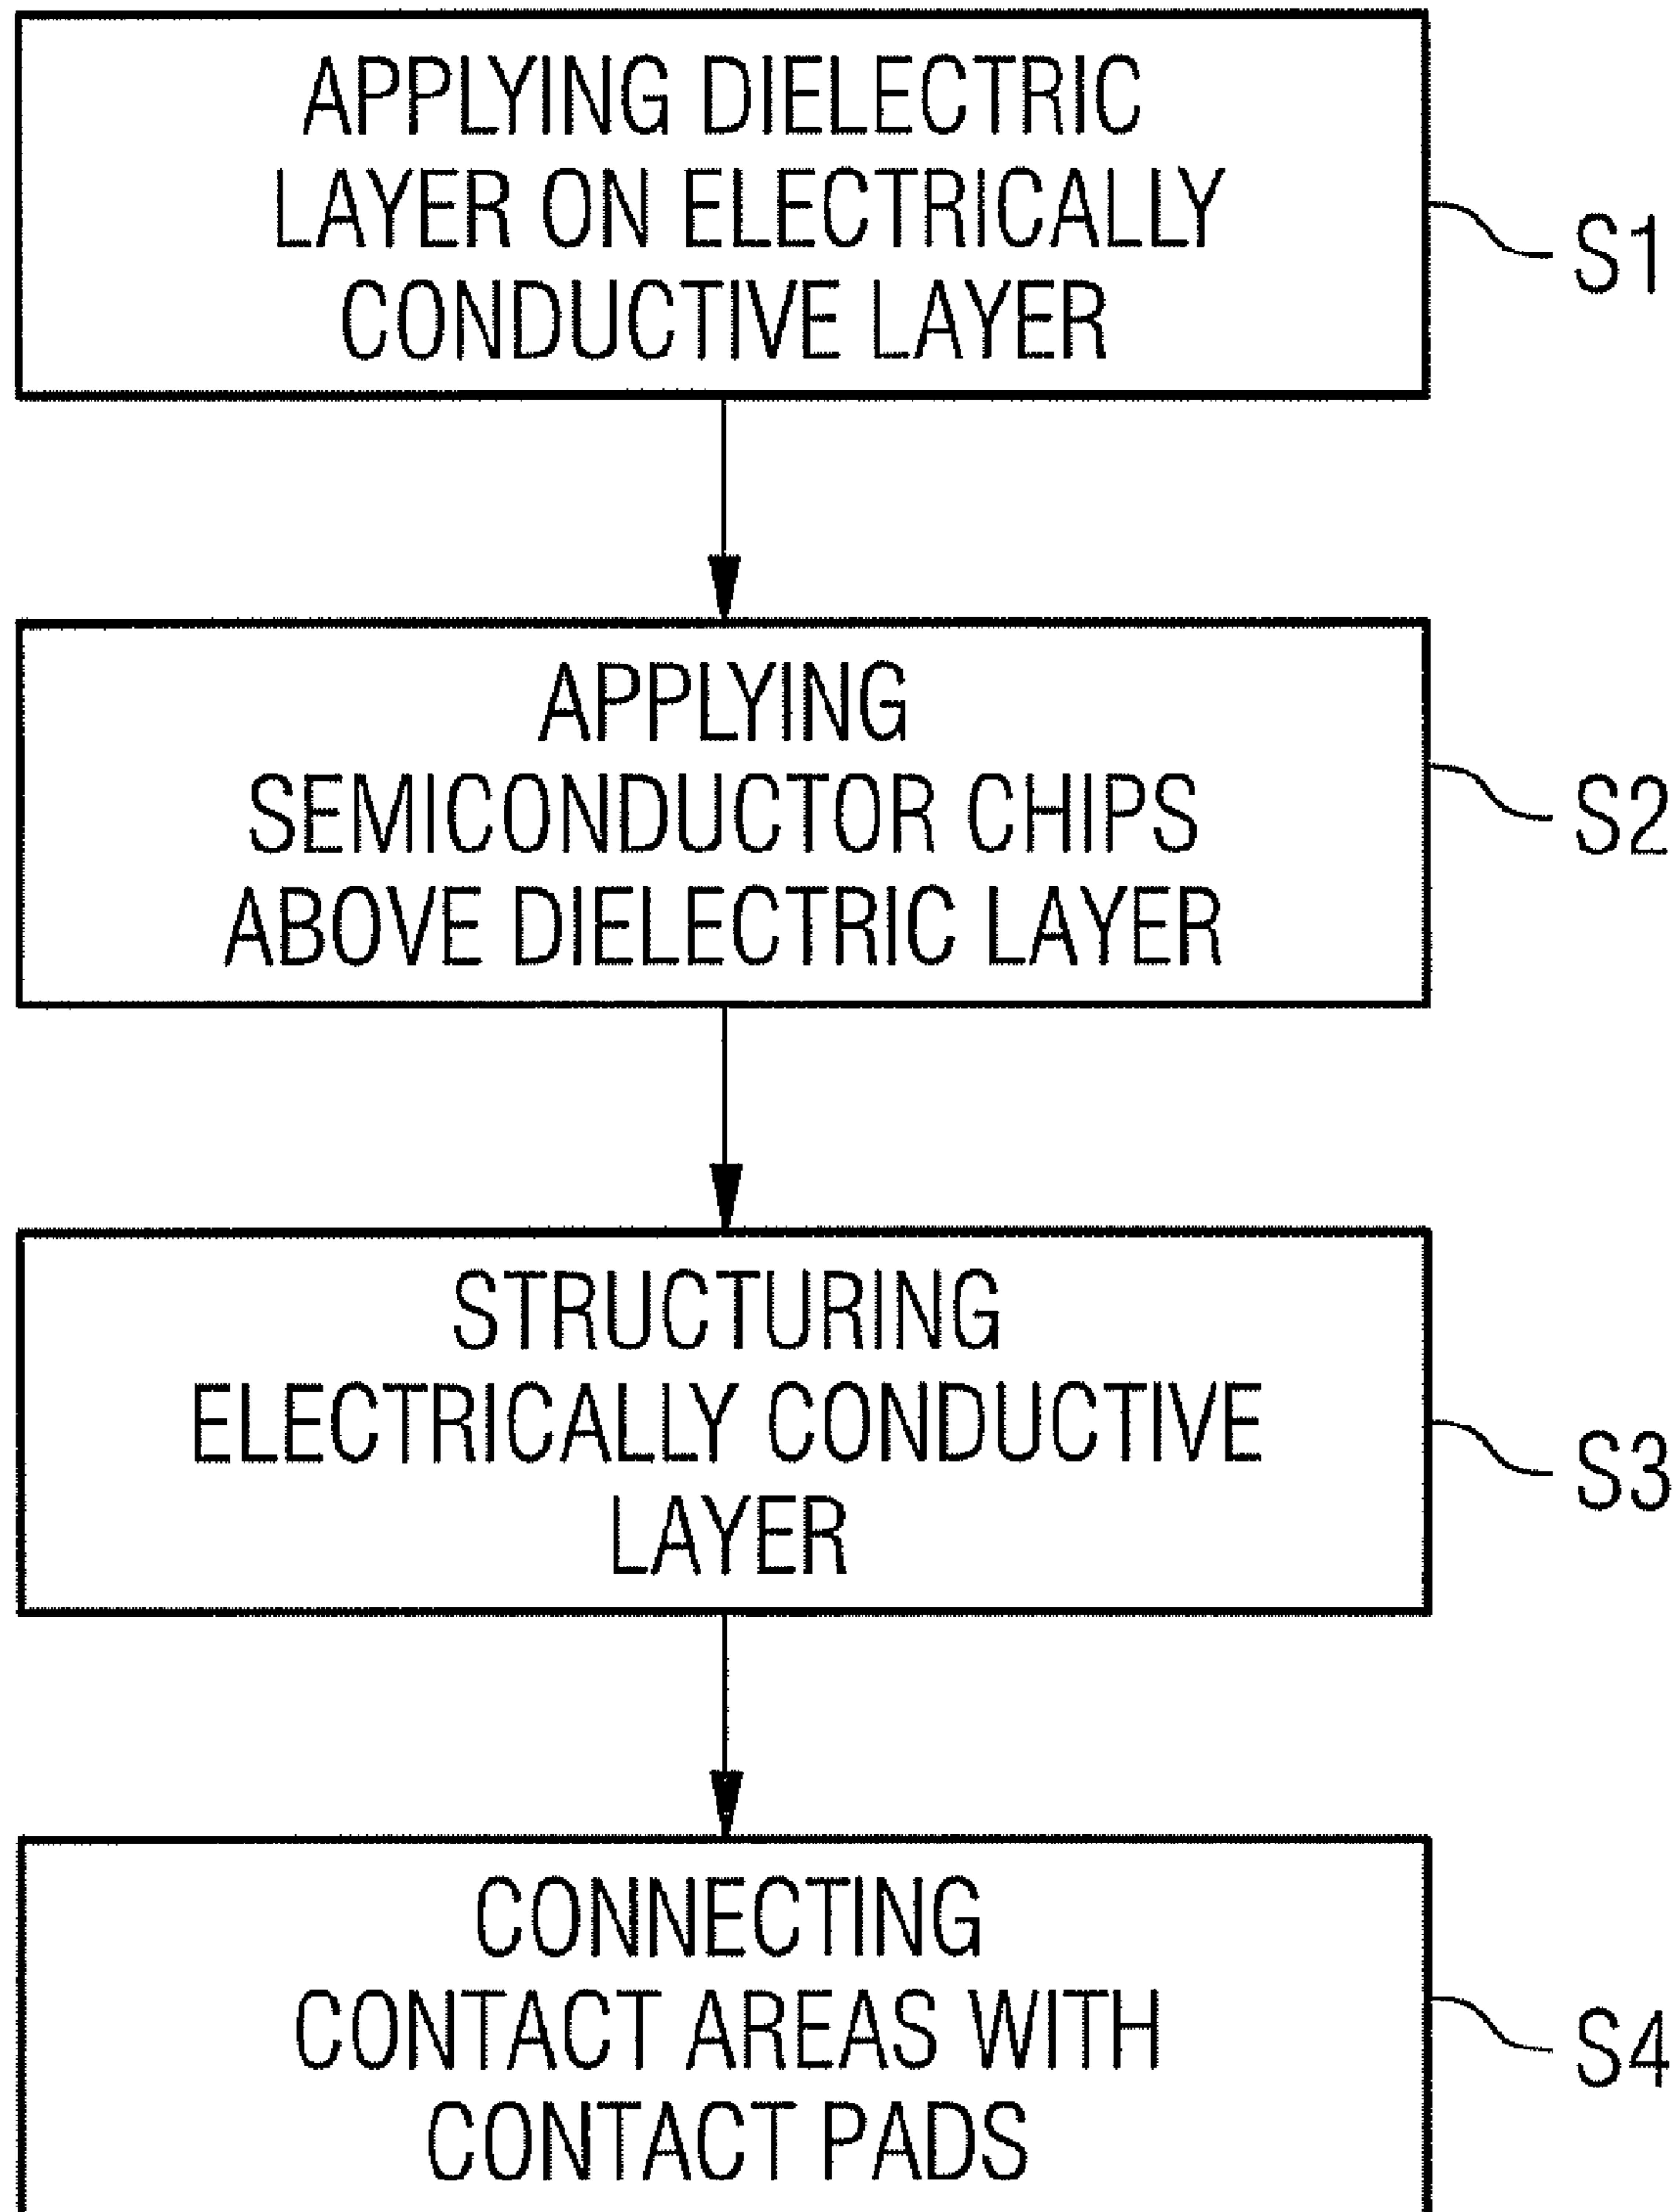 APPLYING DIELECTRIC
LAYER ON ELECTRICALLY
CONDUCTIVE LAYER
S1
APPLYING
SEMICONDUCTOR CHIPS
ABOVE DIELECTRIC LAYER
S2
STRUCTURING
ELECTRICALLY CONDUCTIVE
LAYER
S3
CONNECTING
CONTACT AREAS WITH
CONTACT PADS
S4